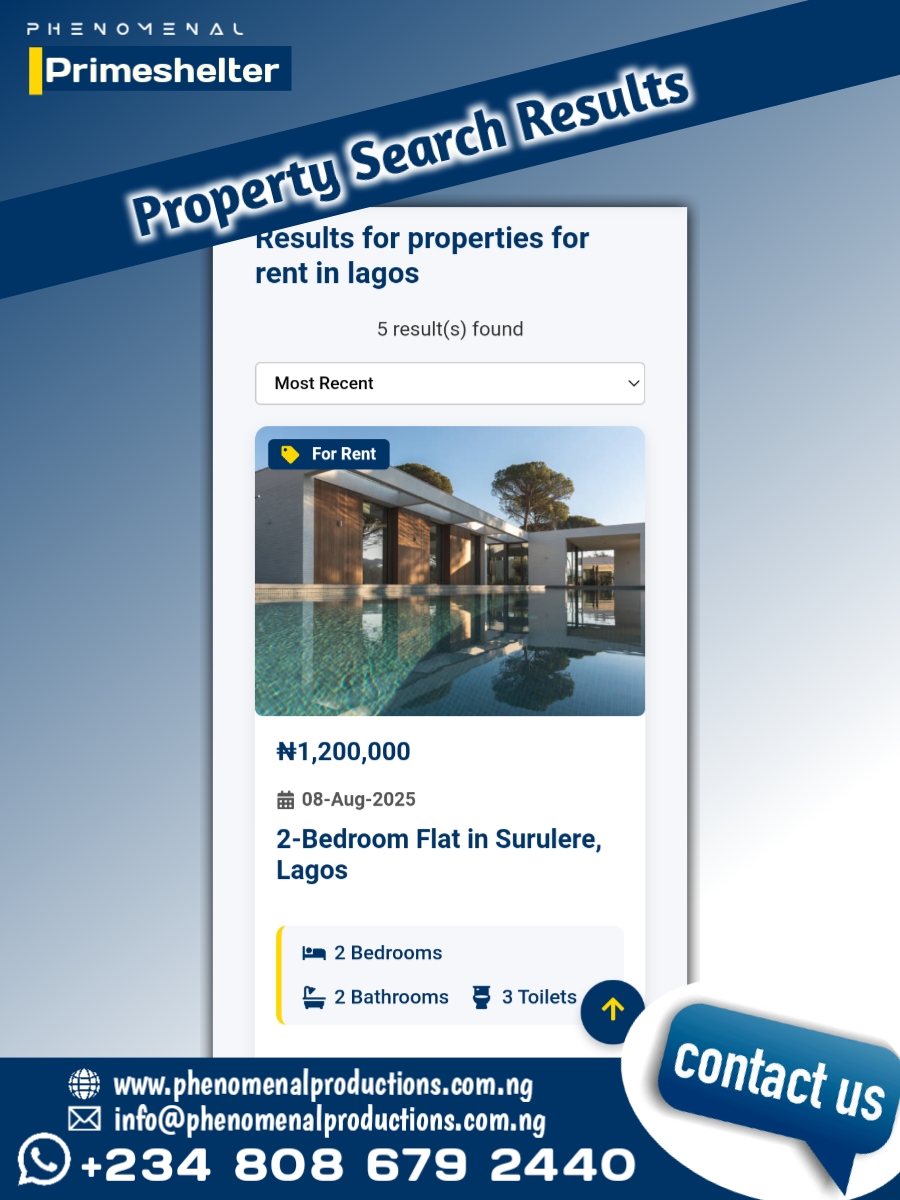 PHENOMENAL
Primeshelter
Property Search Results
Results for properties for
rent in lagos
5 result(s) found
Most Recent
For Rent
₦1,200,000
08-Aug-2025
2-Bedroom Flat in Surulere,
Lagos
2 Bedrooms
2 Bathrooms 3 Toilets
contact us
www.phenomenalproductions.com.ng
info@phenomenalproductions.com.ng
+234 808 679 2440